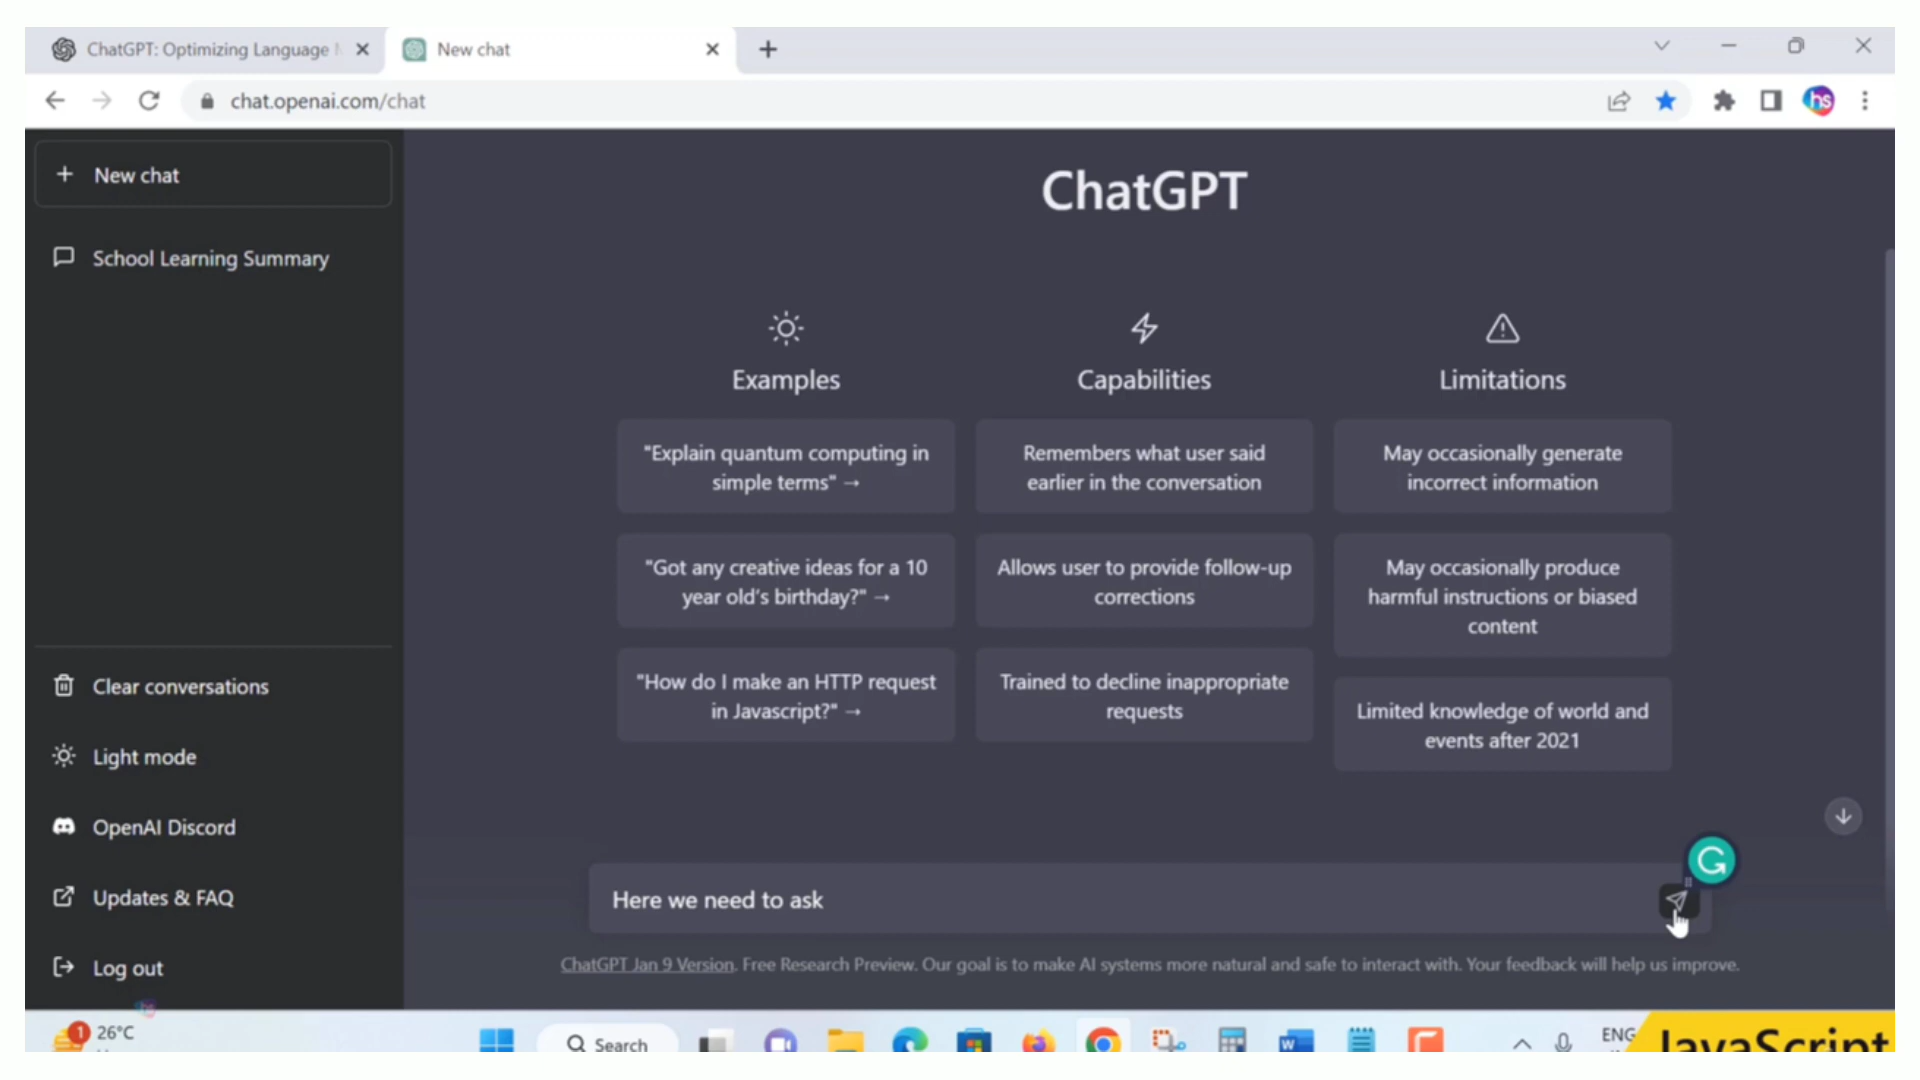 ChatGPT: Optimizing Language
New chat
chat.openai.com/chat
hs
New chat
School Learning Summary
Clear conversations
Light mode
OpenAI Discord
Updates & FAQ
Log out
ChatGPT
Examples
"Explain quantum computing in
simple terms" →
"Got any creative ideas for a 10
year old's birthday?" →
"How do I make an HTTP request
in Javascript?" →
Capabilities
Remembers what user said
earlier in the conversation
Allows user to provide follow-up
corrections
Trained to decline inappropriate
requests
Limitations
May occasionally generate
incorrect information
May occasionally produce
harmful instructions or biased
content
Limited knowledge of world and
events after 2021
Here we need to ask
ChatGPT Jan 9 Version. Free Research Preview. Our goal is to make AI systems more natural and safe to interact with. Your feedback will help us improve.
1
26°C
Search
W
ENG
JavaScript